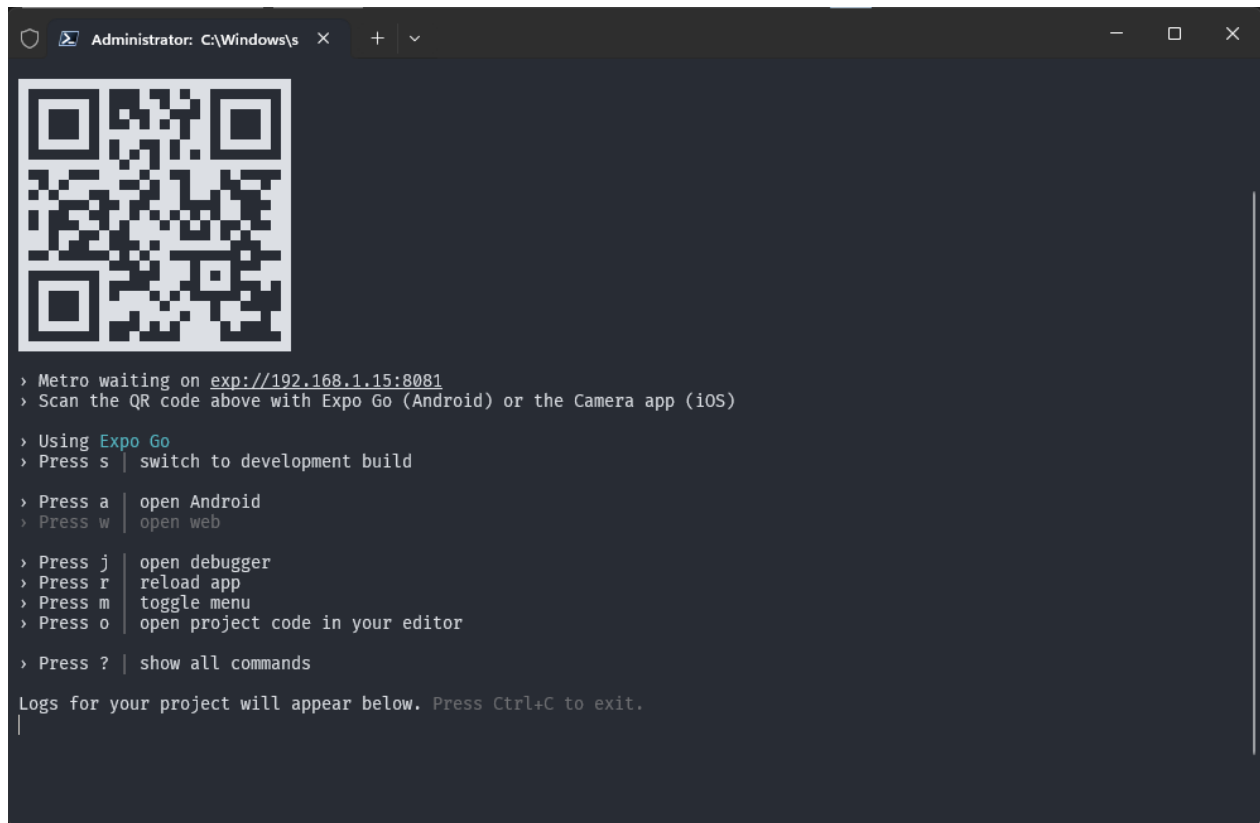 Administrator: C:\Windows\s
› Metro waiting on exp://192.168.1.15:8081
› Scan the QR code above with Expo Go (Android) or the Camera app (iOS)
› Using Expo Go
› Press s │ switch to development build
› Press a │ open Android
› Press w │ open web
› Press j │ open debugger
› Press r │ reload app
› Press m │ toggle menu
› Press o │ open project code in your editor
› Press ? │ show all commands
Logs for your project will appear below. Press Ctrl+C to exit.